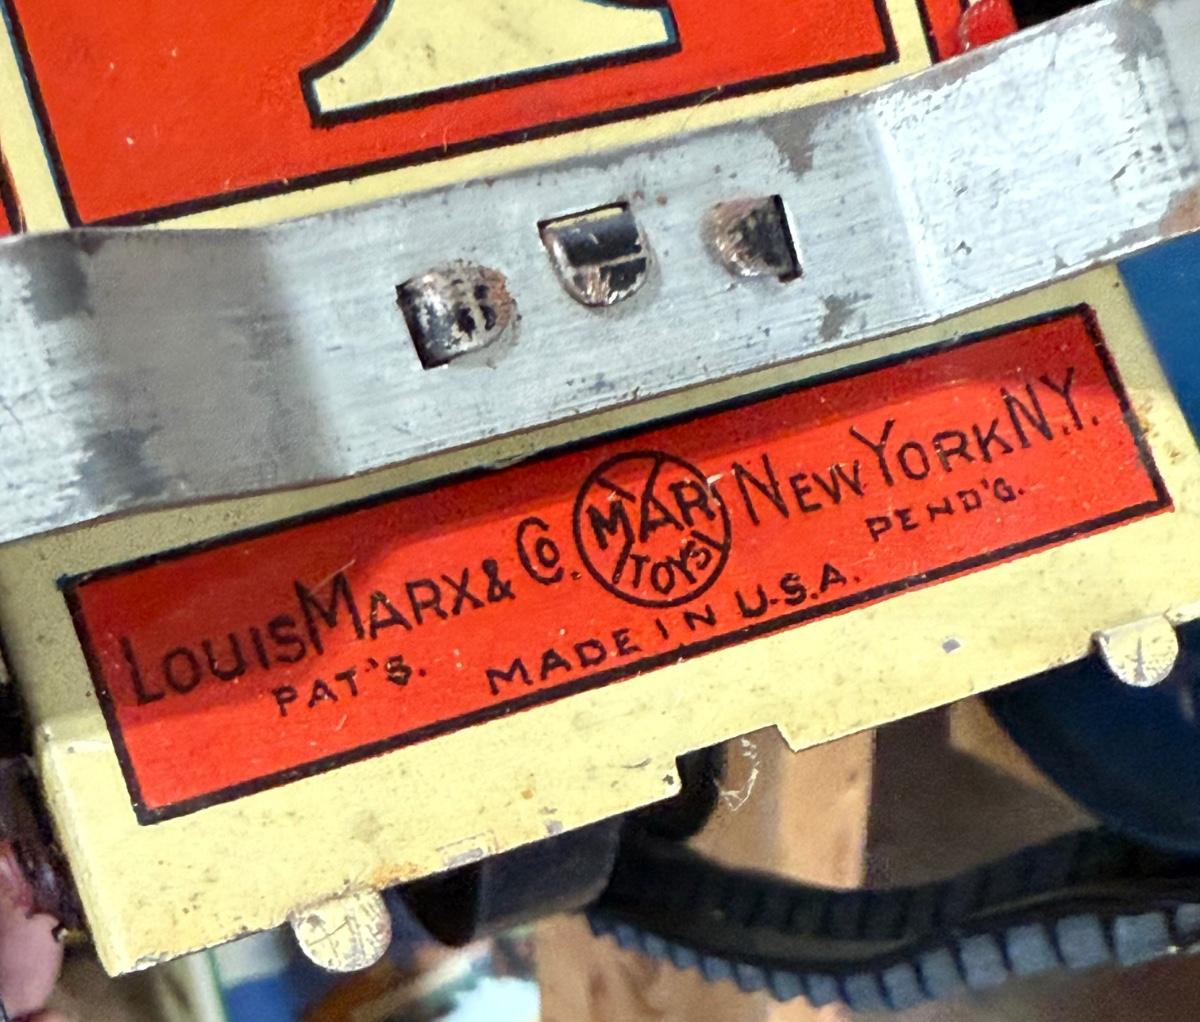 LOUIS MARX & CO. MAR TOYS NEW YORK N.Y.
PAT'S. MADE IN U.S.A. PEND'G.